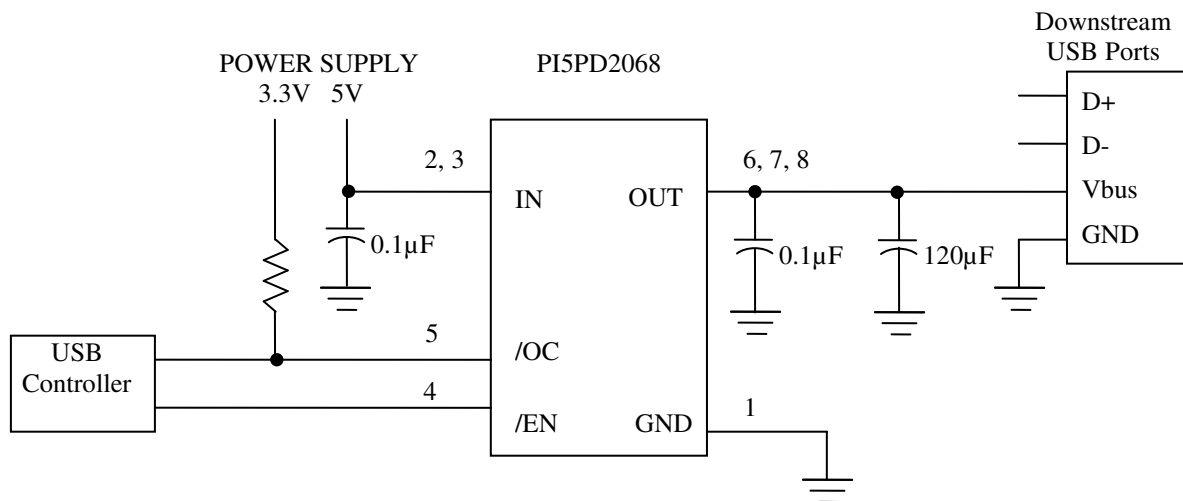 Downstream
USB Ports
POWER SUPPLY
3.3V 5V
PI5PD2068
D+
D-
Vbus
GND
2, 3
IN
OUT
6, 7, 8
0.1µF
0.1µF
120µF
USB
Controller
5
/OC
4
/EN
GND
1